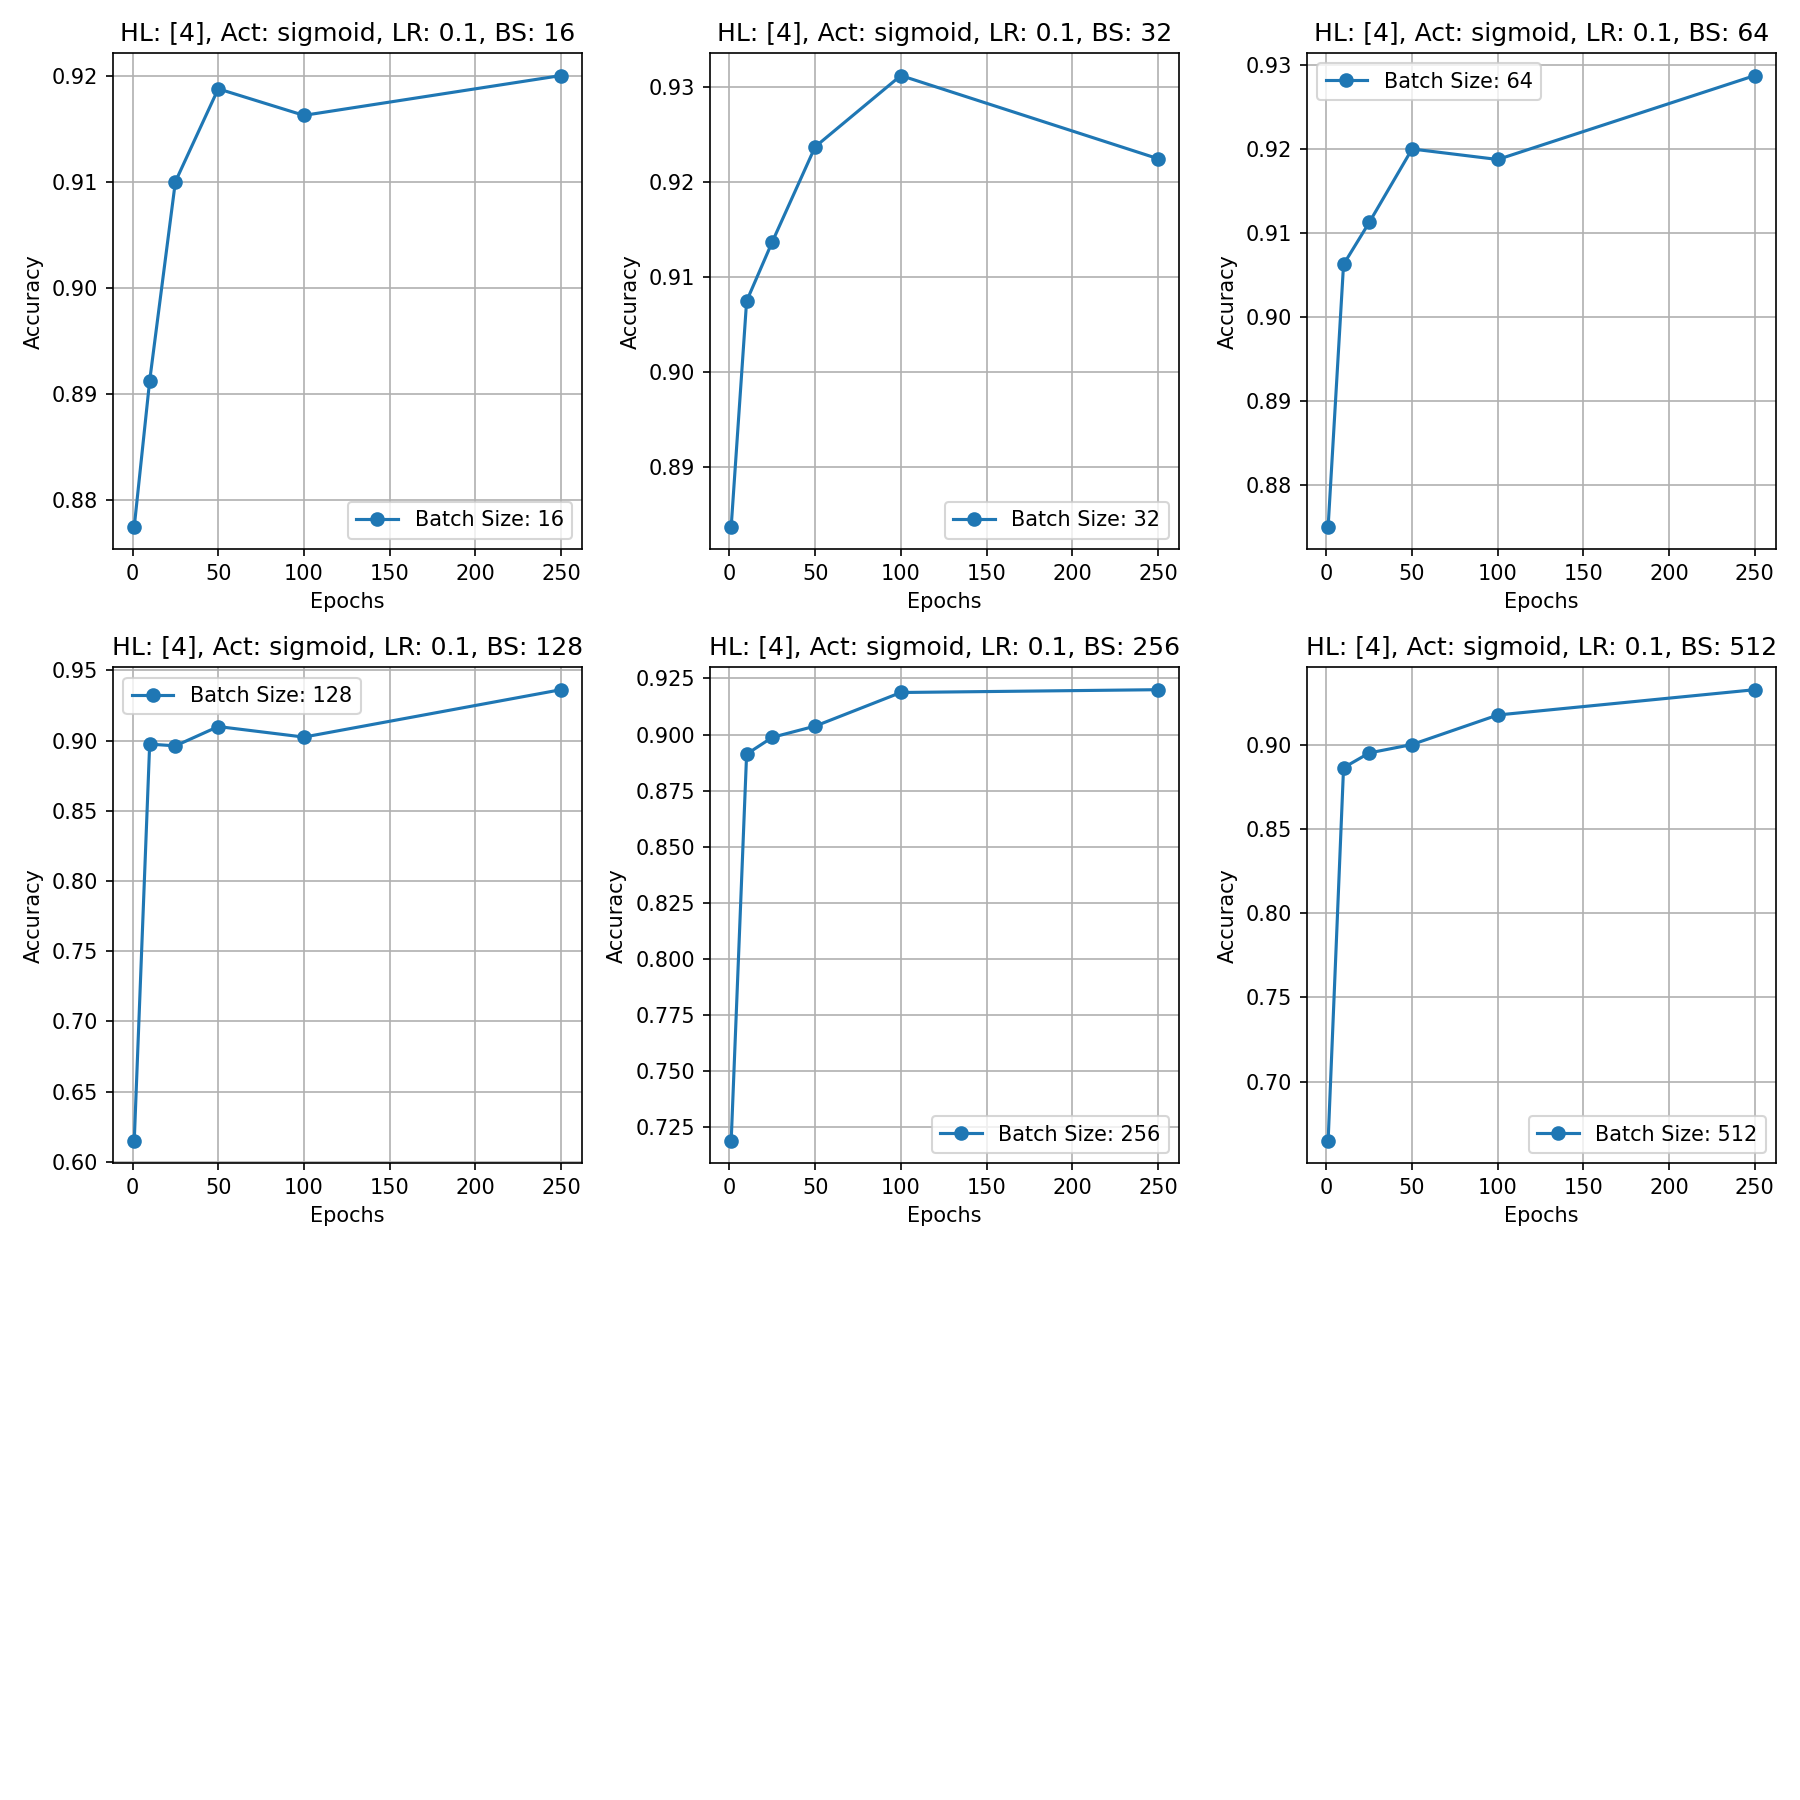 HL: [4], Act: sigmoid, LR: 0.1, BS: 16
0.92
0.91
0.90
0.89
0.88
Accuracy
Batch Size: 16
0 50 100 150 200 250
Epochs
HL: [4], Act: sigmoid, LR: 0.1, BS: 32
0.93
0.92
0.91
0.90
0.89
Accuracy
Batch Size: 32
0 50 100 150 200 250
Epochs
HL: [4], Act: sigmoid, LR: 0.1, BS: 64
Batch Size: 64
0.93
0.92
0.91
0.90
0.89
0.88
Accuracy
0 50 100 150 200 250
Epochs
HL: [4], Act: sigmoid, LR: 0.1, BS: 128
Batch Size: 128
0.95
0.90
0.85
0.80
0.75
0.70
0.65
0.60
Accuracy
0 50 100 150 200 250
Epochs
HL: [4], Act: sigmoid, LR: 0.1, BS: 256
0.925
0.900
0.875
0.850
0.825
0.800
0.775
0.750
0.725
Accuracy
Batch Size: 256
0 50 100 150 200 250
Epochs
HL: [4], Act: sigmoid, LR: 0.1, BS: 512
0.90
0.85
0.80
0.75
0.70
Accuracy
Batch Size: 512
0 50 100 150 200 250
Epochs